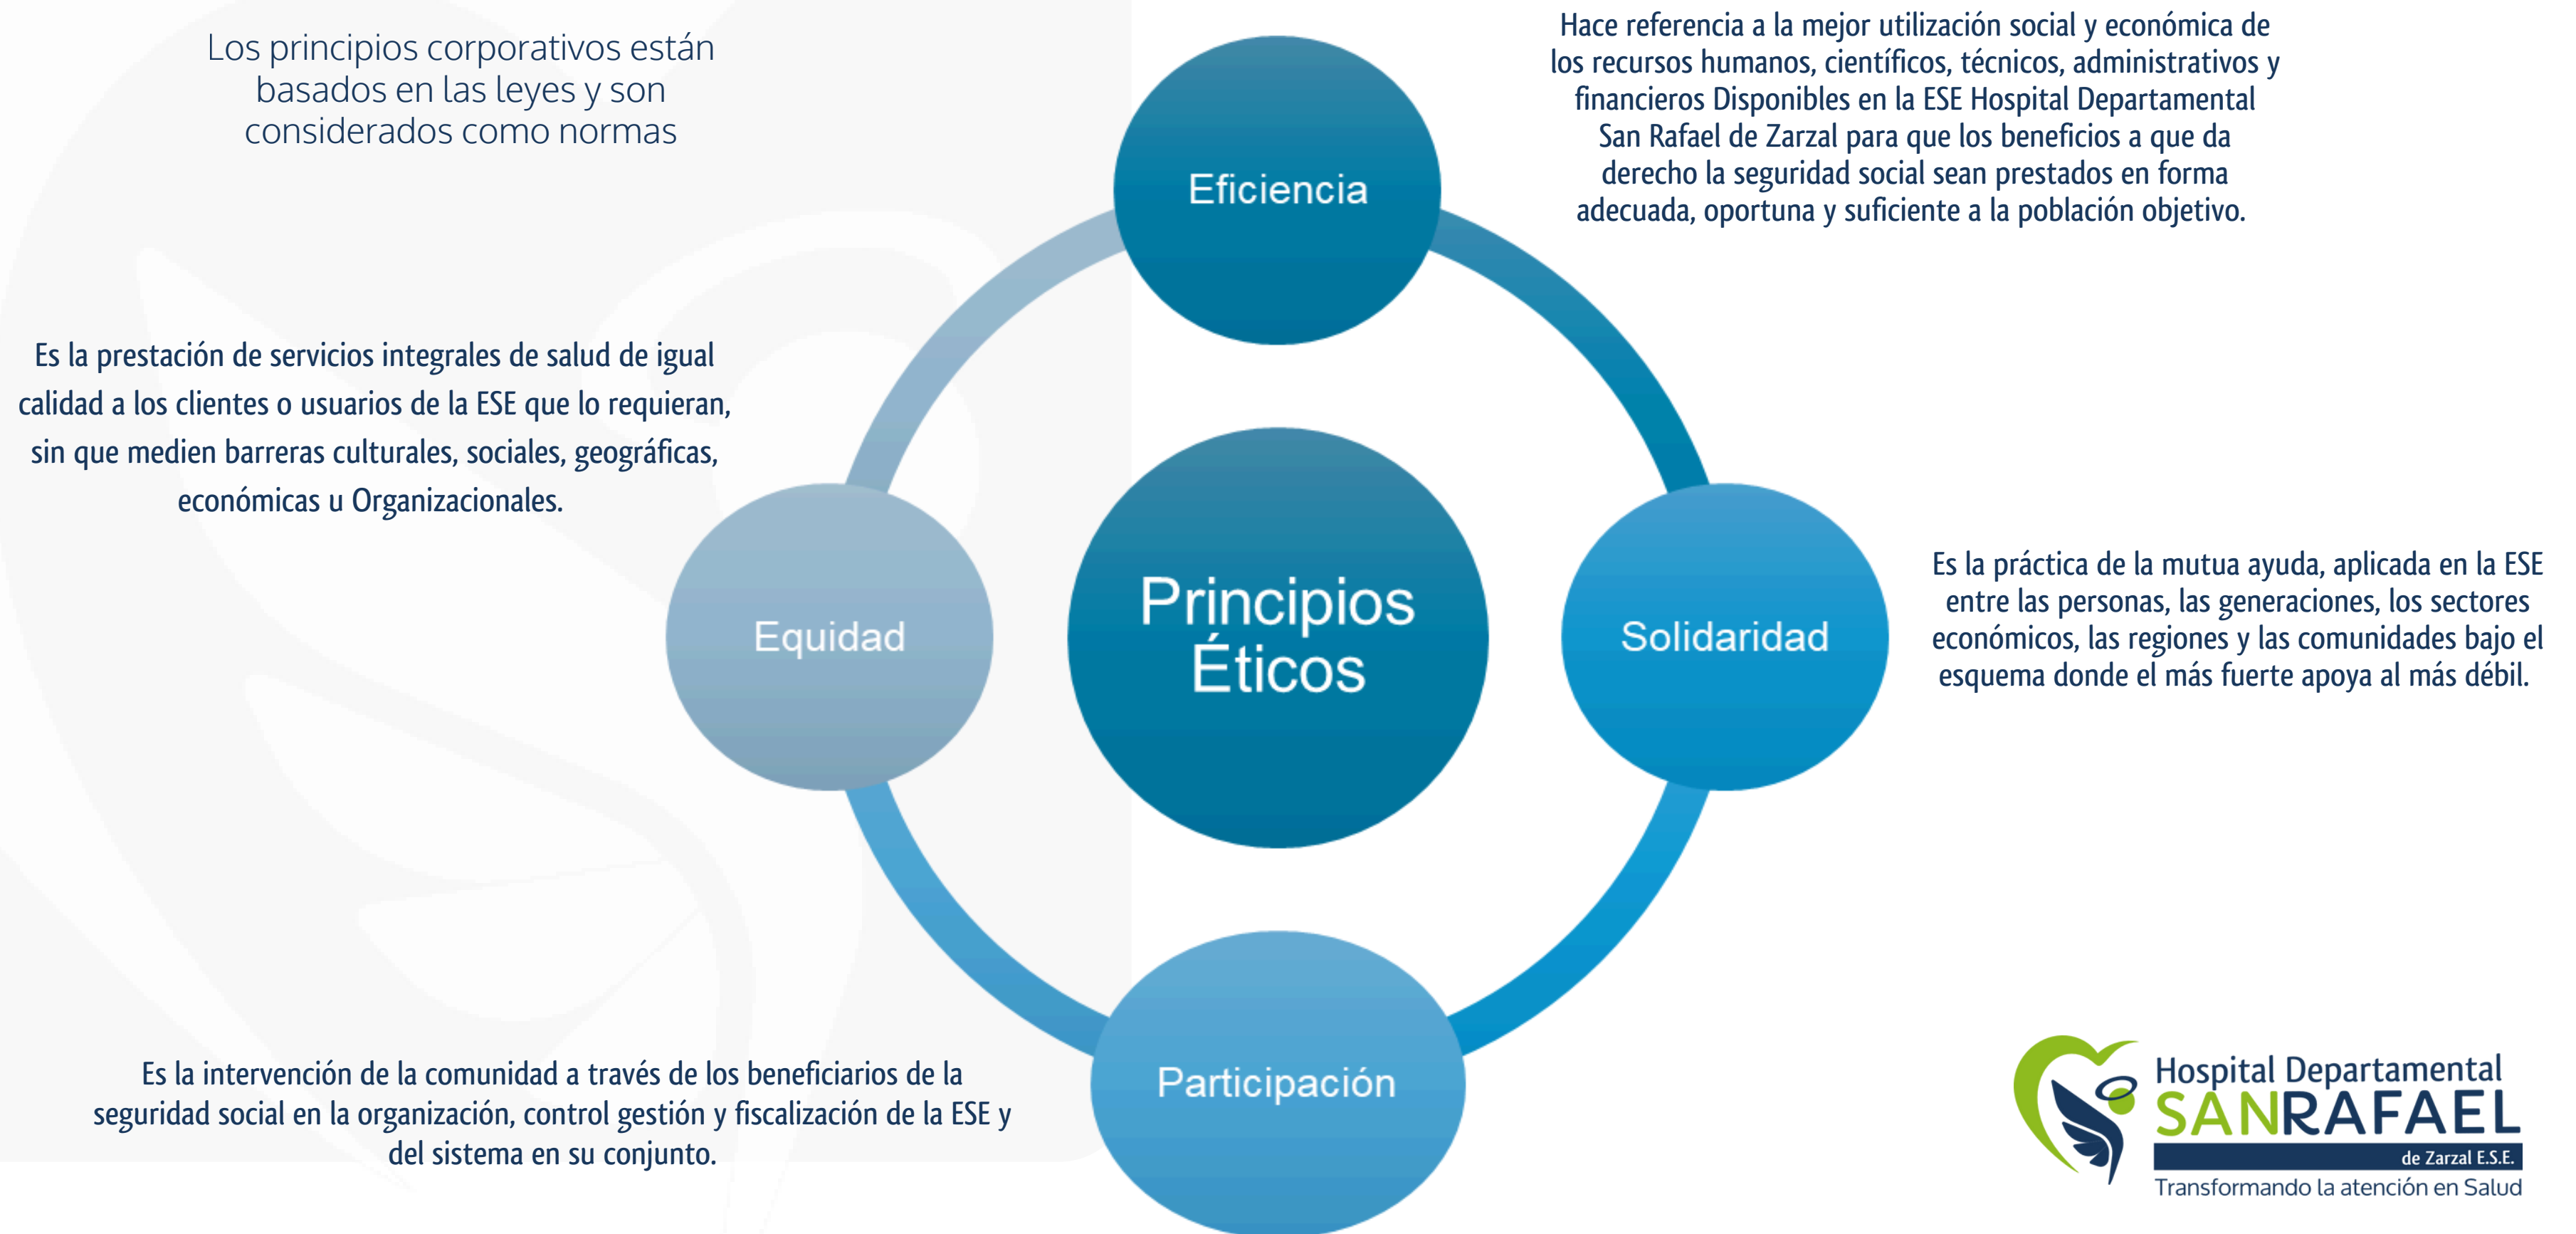 Los principios corporativos están
basados en las leyes y son
considerados como normas
Eficiencia
Hace referencia a la mejor utilización social y económica de
los recursos humanos, científicos, técnicos, administrativos y
financieros Disponibles en la ESE Hospital Departamental
San Rafael de Zarzal para que los beneficios a que da
derecho la seguridad social sean prestados en forma
adecuada, oportuna y suficiente a la población objetivo.
Es la prestación de servicios integrales de salud de igual
calidad a los clientes o usuarios de la ESE que lo requieran,
sin que medien barreras culturales, sociales, geográficas,
económicas u Organizacionales.
Equidad
Principios
Éticos
Solidaridad
Es la práctica de la mutua ayuda, aplicada en la ESE
entre las personas, las generaciones, los sectores
económicos, las regiones y las comunidades bajo el
esquema donde el más fuerte apoya al más débil.
Es la intervención de la comunidad a través de los beneficiarios de la
seguridad social en la organización, control gestión y fiscalización de la ESE y
del sistema en su conjunto.
Participación
Hospital Departamental
SANRAFAEL
de Zarzal E.S.E.
Transformando la atención en Salud